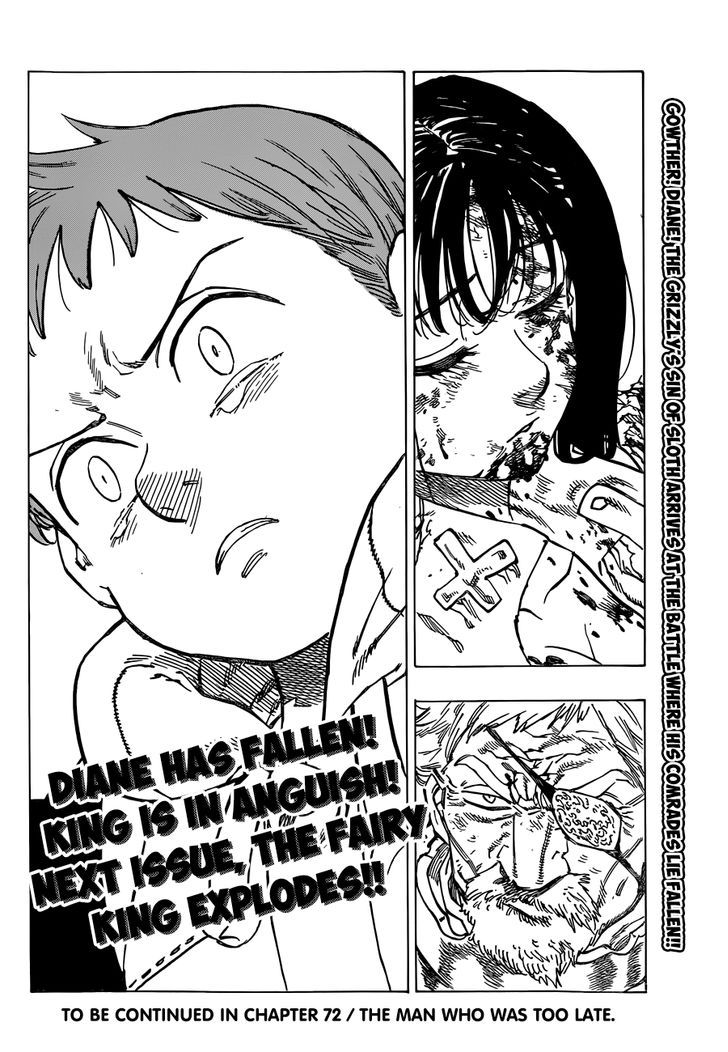 GOWTHER! DIANE! THE GRIZZLY'S SIN OF SLOTH ARRIVES AT THE BATTLE WHERE HIS COMRADES LIE FALLEN!!
DIANE HAS FALLEN!
KING IS IN ANGUISH!
NEXT ISSUE, THE FAIRY
KING EXPLODES!!
TO BE CONTINUED IN CHAPTER 72 / THE MAN WHO WAS TOO LATE.